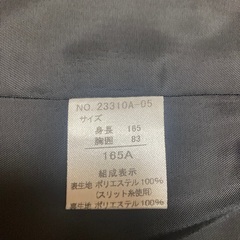 NO. 23310A-05
サイズ
身長 165
胸囲 83
165A
組成表示
表生地 ポリエステル100%
(スリット糸使用)
裏生地 ポリエステル100%